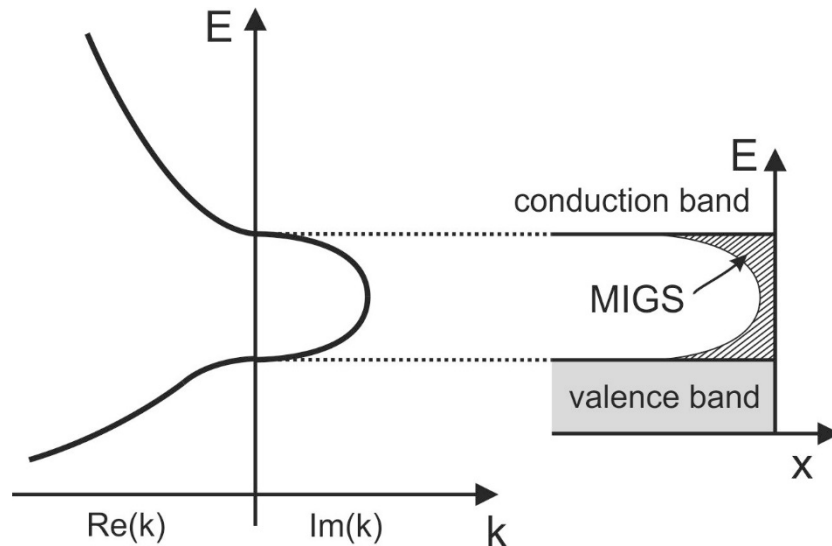 E
E
conduction band
MIGS
valence band
x
Re(k)
Im(k)
k